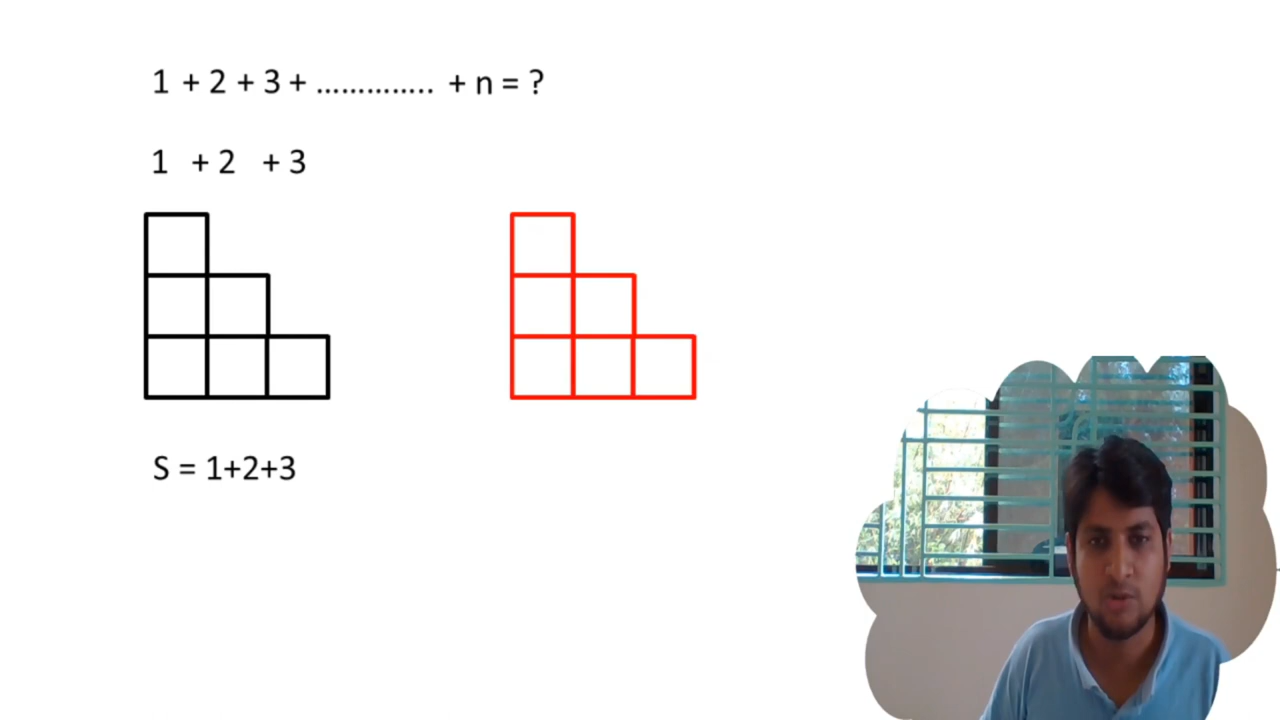 1 + 2 + 3 + ………….. + n = ?
1 + 2 + 3
S = 1+2+3